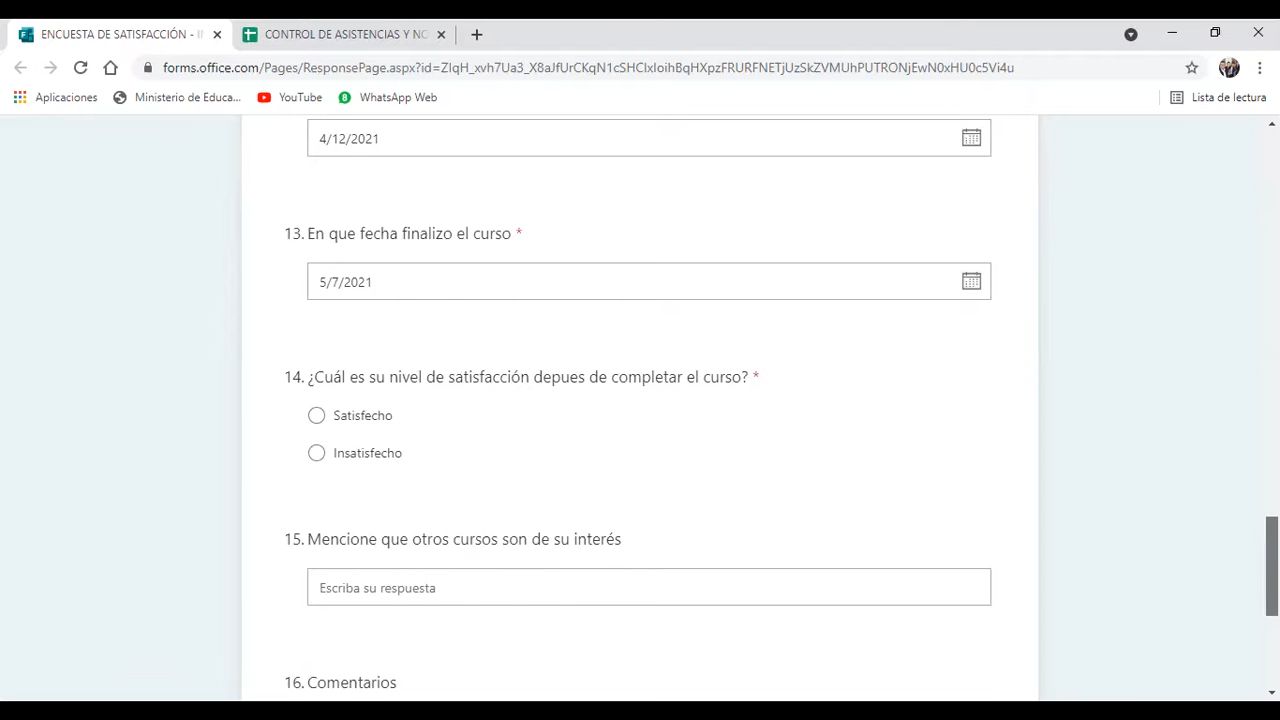 ENCUESTA DE SATISFACCIÓN - I
CONTROL DE ASISTENCIAS Y NO
forms.office.com/Pages/ResponsePage.aspx?id=ZIqH_xvh7Ua3_X8aJfUrCKqN1cSHCIxIoihBqHXpzFRURFNETjUzSkZVMUhPUTRONjEwN0xHU0c5Vi4u
Aplicaciones
Ministerio de Educa...
YouTube
8
WhatsApp Web
Lista de lectura
4/12/2021
13. En que fecha finalizo el curso *
5/7/2021
14. ¿Cuál es su nivel de satisfacción depues de completar el curso? *
Satisfecho
Insatisfecho
15. Mencione que otros cursos son de su interés
Escriba su respuesta
16. Comentarios